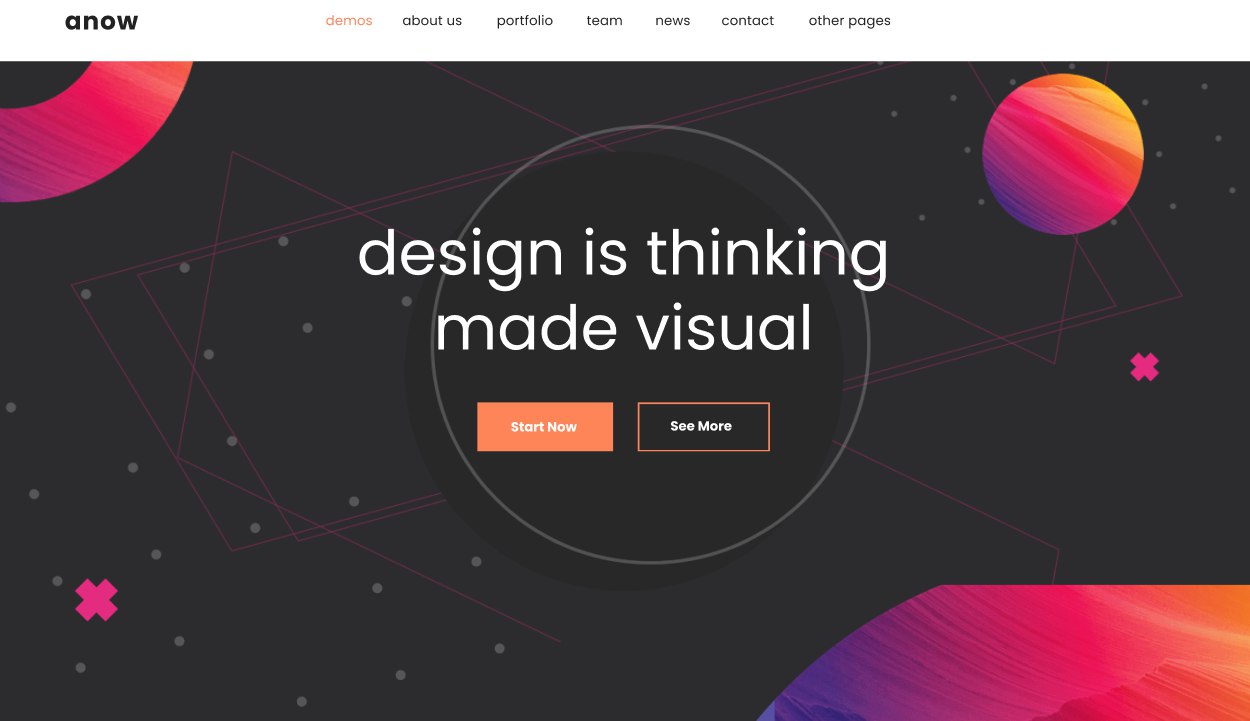 anow
demos about us portfolio team news contact other pages
design is thinking
made visual
Start Now See More